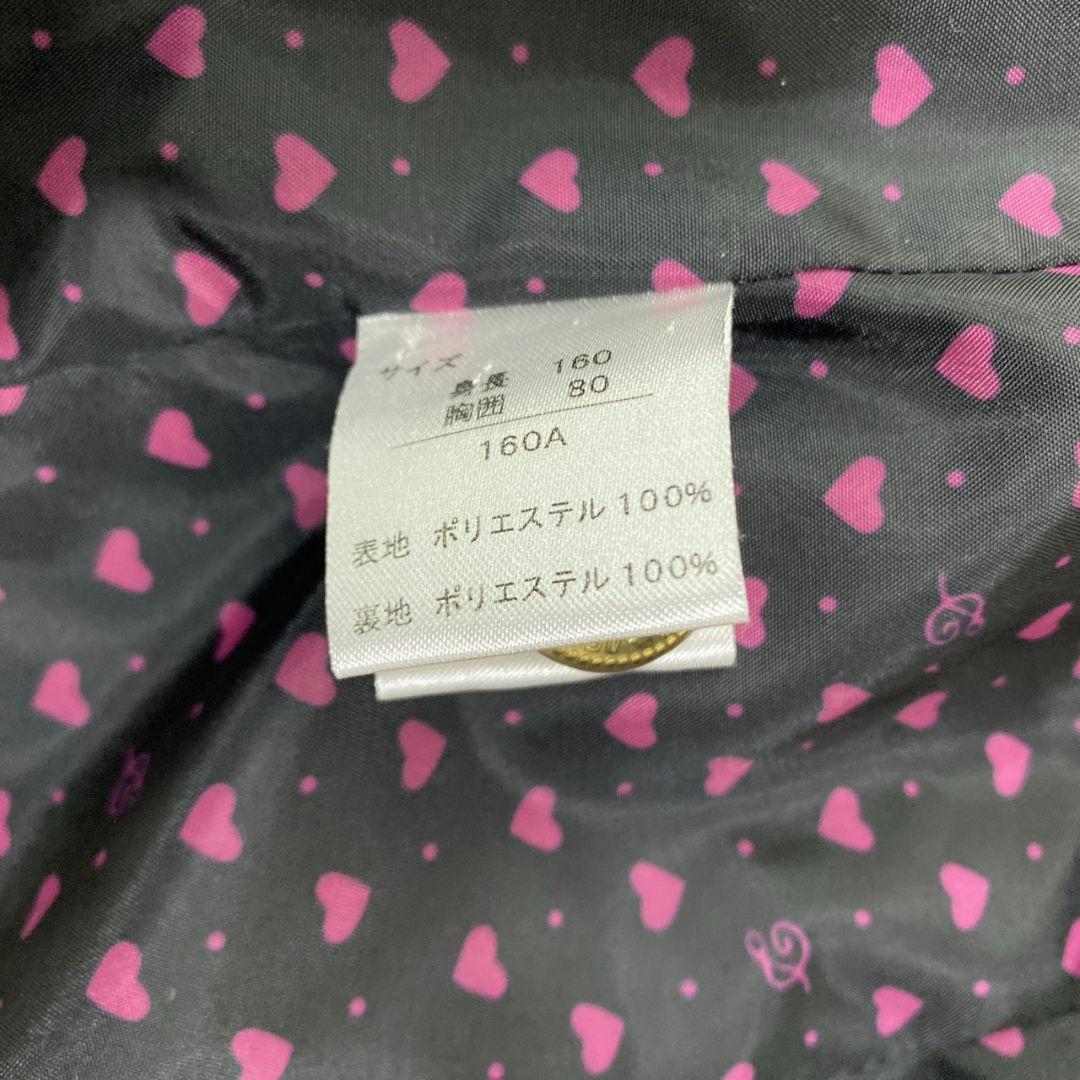 サイズ
身長 160
胸囲 80
160A
表地 ポリエステル 100%
裏地 ポリエステル 100%